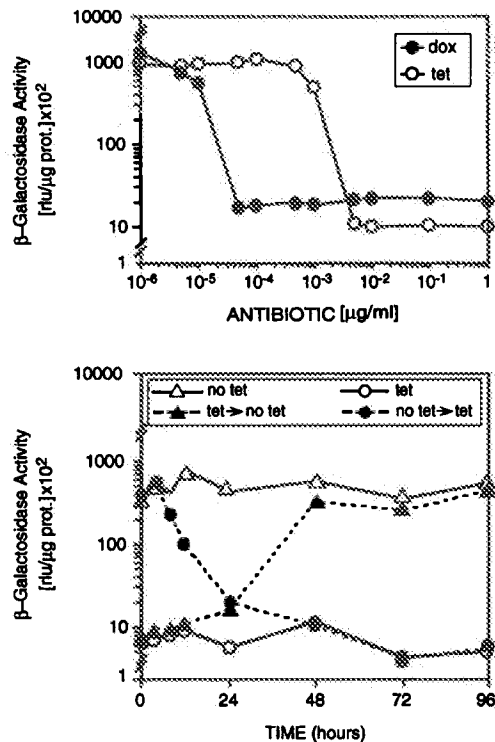 10000
1000
100
10
1
β-Galactosidase Activity
[rlu/µg prot.]x10²
dox
tet
10⁻⁶ 10⁻⁵ 10⁻⁴ 10⁻³ 10⁻² 10⁻¹ 1
ANTIBIOTIC [µg/ml]
10000
1000
100
10
1
β-Galactosidase Activity
[rlu/µg prot.]x10²
no tet tet
tet→no tet no tet→tet
0 24 48 72 96
TIME (hours)